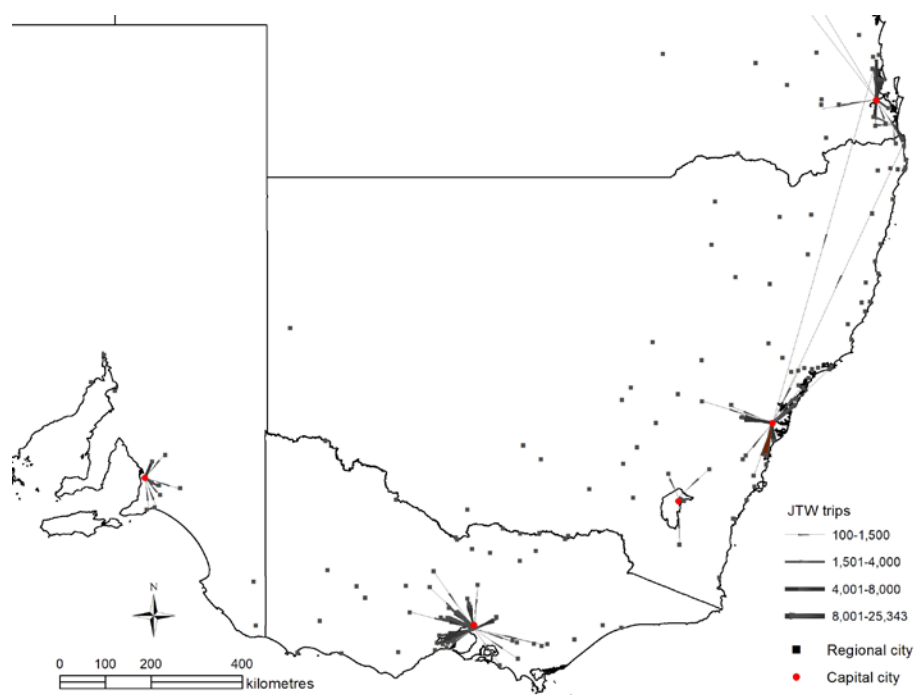 JTW trips
100-1,500
1,501-4,000
4,001-8,000
8,001-25,343
Regional city
Capital city
N
0 100 200 400
kilometres